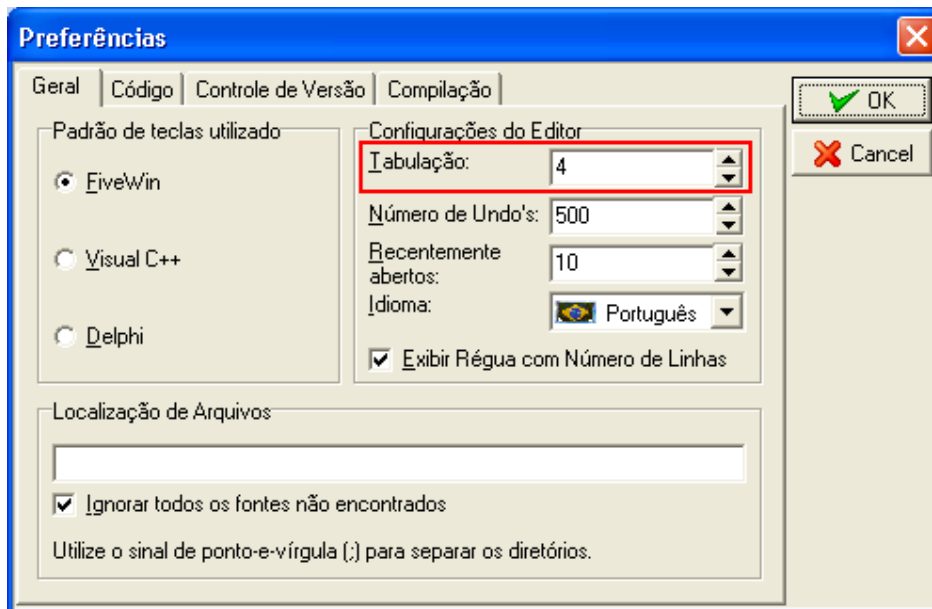 Preferências
Geral
Código
Controle de Versão
Compilação
OK
Cancel
Padrão de teclas utilizado
FiveWin
Visual C++
Delphi
Configurações do Editor
Tabulação: 4
Número de Undo's: 500
Recentemente
abertos: 10
Idioma: Português
Exibir Régua com Número de Linhas
Localização de Arquivos
Ignorar todos os fontes não encontrados
Utilize o sinal de ponto-e-vírgula (;) para separar os diretórios.